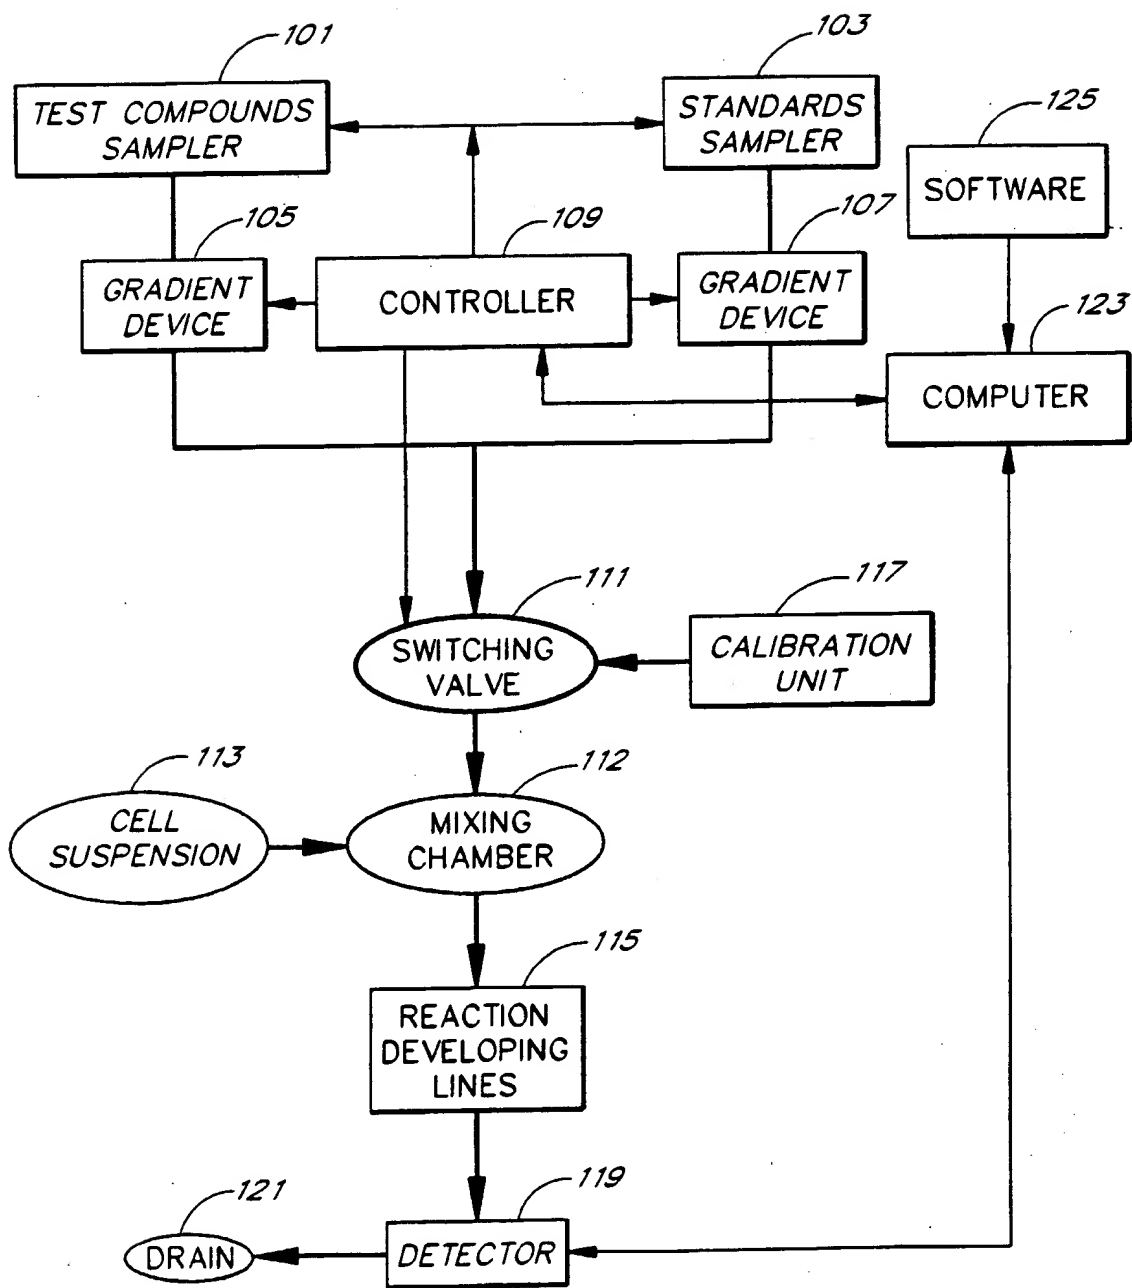 101
103
TEST COMPOUNDS
SAMPLER
STANDARDS
SAMPLER
125
SOFTWARE
105
109
107
GRADIENT
DEVICE
CONTROLLER
GRADIENT
DEVICE
123
COMPUTER
111
117
SWITCHING
VALVE
CALIBRATION
UNIT
113
112
CELL
SUSPENSION
MIXING
CHAMBER
115
REACTION
DEVELOPING
LINES
121
119
DRAIN
DETECTOR